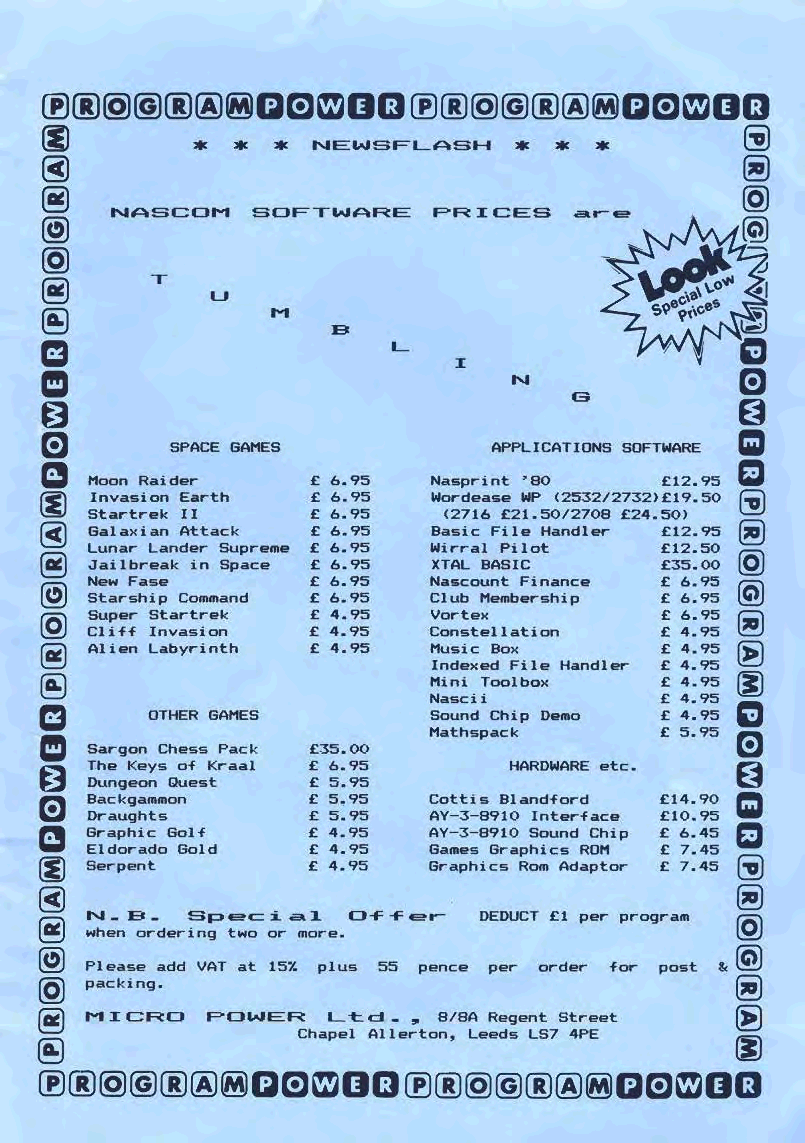 PROGRAMPOWERPROGRAMPOWER
* * * NEWSFLASH * * *
NASCOM SOFTWARE PRICES are
TUMBLING
Look
Special Low
Prices
SPACE GAMES
Moon Raider £ 6.95
Invasion Earth £ 6.95
Startrek II £ 6.95
Galaxian Attack £ 6.95
Lunar Lander Supreme £ 6.95
Jailbreak in Space £ 6.95
New Fase £ 6.95
Starship Command £ 6.95
Super Startrek £ 4.95
Cliff Invasion £ 4.95
Alien Labyrinth £ 4.95
OTHER GAMES
Sargon Chess Pack £35.00
The Keys of Kraal £ 6.95
Dungeon Quest £ 5.95
Backgammon £ 5.95
Draughts £ 5.95
Graphic Golf £ 4.95
Eldorado Gold £ 4.95
Serpent £ 4.95
APPLICATIONS SOFTWARE
Nasprint '80 £12.95
Wordease WP (2532/2732)£19.50
(2716 £21.50/2708 £24.50)
Basic File Handler £12.95
Wirral Pilot £12.50
XTAL BASIC £35.00
Nascount Finance £ 6.95
Club Membership £ 6.95
Vortex £ 6.95
Constellation £ 4.95
Music Box £ 4.95
Indexed File Handler £ 4.95
Mini Toolbox £ 4.95
Nascii £ 4.95
Sound Chip Demo £ 4.95
Mathspack £ 5.95
HARDWARE etc.
Cottis Blandford £14.90
AY-3-8910 Interface £10.95
AY-3-8910 Sound Chip £ 6.45
Games Graphics ROM £ 7.45
Graphics Rom Adaptor £ 7.45
N.B. Special Offer DEDUCT £1 per program
when ordering two or more.
Please add VAT at 15% plus 55 pence per order for post &
packing.
MICRO POWER Ltd., 8/8A Regent Street
Chapel Allerton, Leeds LS7 4PE
PROGRAMPOWERPROGRAMPOWER
PROGRAMPOWERPROGRAM
PROGRAMPOWERPROGRAM